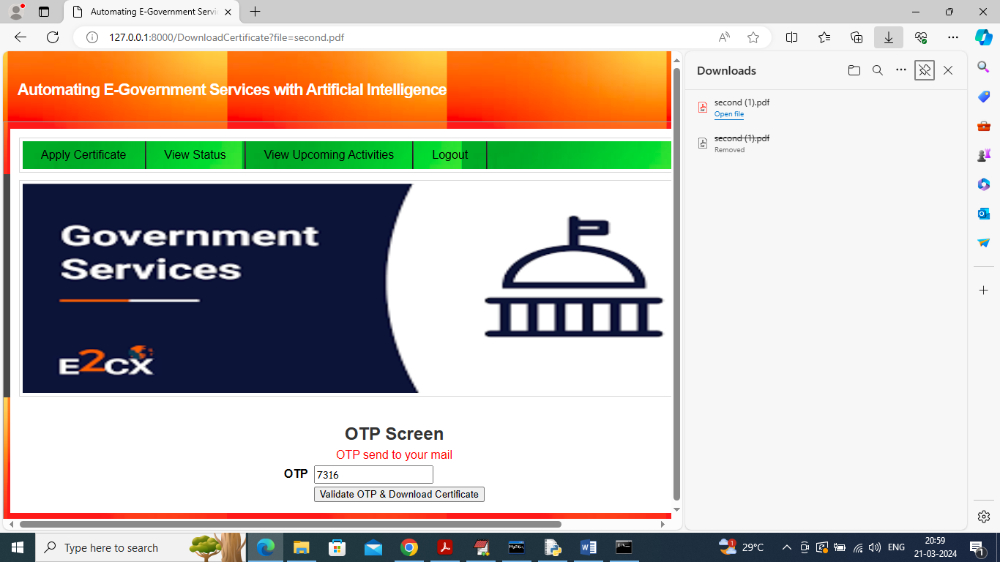 Automating E-Government Servi
127.0.0.1:8000/DownloadCertificate?file=second.pdf
Automating E-Government Services with Artificial Intelligence
Apply Certificate
View Status
View Upcoming Activities
Logout
Government
Services
E2CX
OTP Screen
OTP send to your mail
OTP 7316
Validate OTP & Download Certificate
Downloads
second (1).pdf
Open file
second (1).pdf
Removed
Type here to search
MySQL
29°C
ENG
20:59
21-03-2024
1